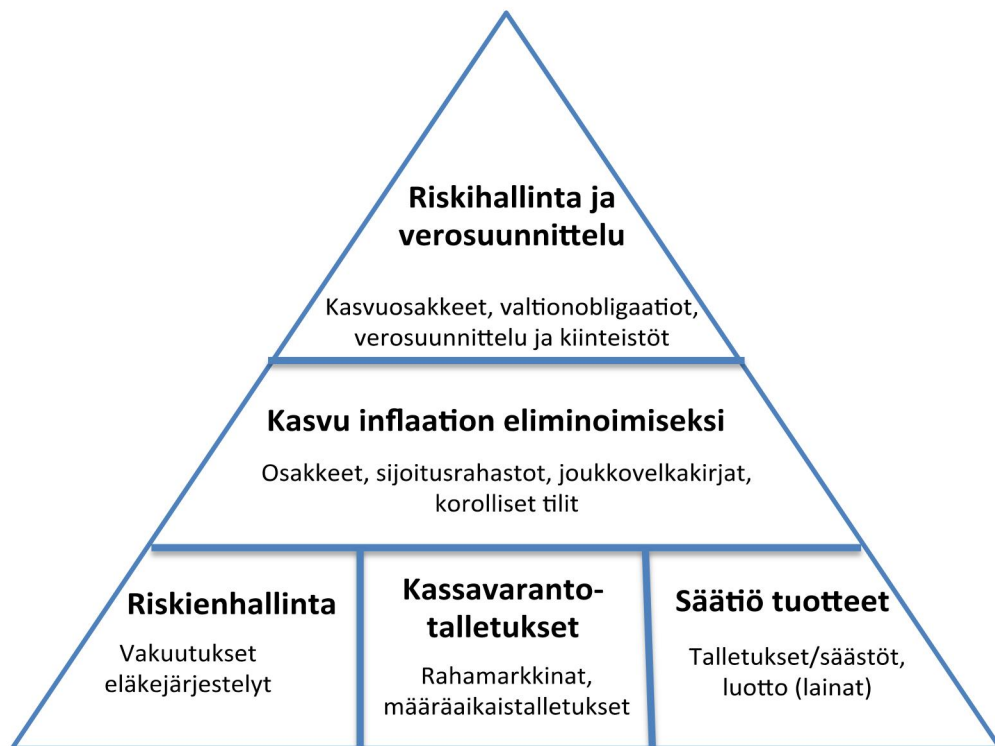 Riskihallinta ja
verosuunnittelu
Kasvuosakkeet, valtionobligaatiot,
verosuunnittelu ja kiinteistöt
Kasvu inflaation eliminoimiseksi
Osakkeet, sijoitusrahastot, joukkovelkakirjat,
korolliset tilit
Riskienhallinta
Vakuutukset
eläkejärjestelyt
Kassavaranto-
talletukset
Rahamarkkinat,
määräaikaistalletukset
Säätiö tuotteet
Talletukset/säästöt,
luotto (lainat)